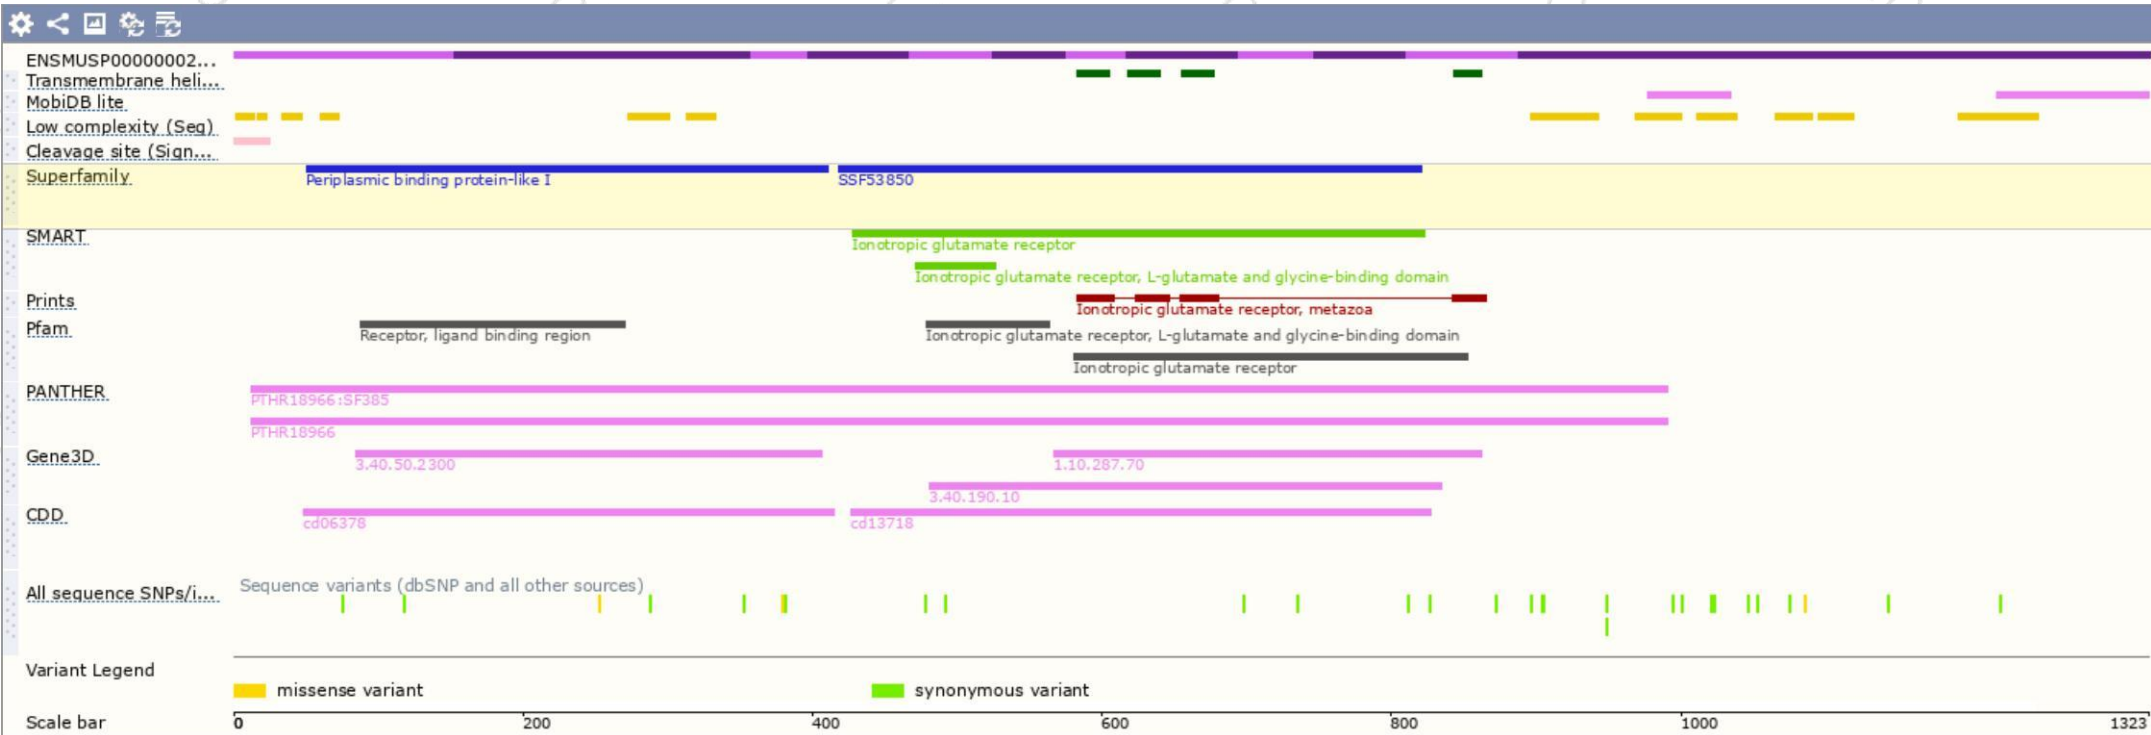 ENSMUSP00000002...
Transmembrane heli...
MobiDB lite
Low complexity (Seg)
Cleavage site (Sign...
Superfamily
Periplasmic binding protein-like I
SSF53850
SMART
Ionotropic glutamate receptor
Ionotropic glutamate receptor, L-glutamate and glycine-binding domain
Prints
Ionotropic glutamate receptor, metazoa
Pfam
Receptor, ligand binding region
Ionotropic glutamate receptor, L-glutamate and glycine-binding domain
Ionotropic glutamate receptor
PANTHER
PTHR18966:SF385
PTHR18966
Gene3D
3.40.50.2300
1.10.287.70
3.40.190.10
CDD
cd06378
cd13718
All sequence SNPs/i...
Sequence variants (dbSNP and all other sources)
Variant Legend
missense variant
synonymous variant
Scale bar
0 200 400 600 800 1000 1323